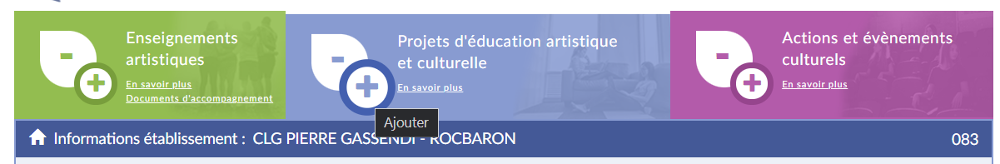 Enseignements
artistiques
En savoir plus
Documents d'accompagnement
Projets d'éducation artistique
et culturelle
En savoir plus
Actions et évènements
culturels
En savoir plus
Ajouter
Informations établissement : CLG PIERRE GASSENDI - ROCBARON 083